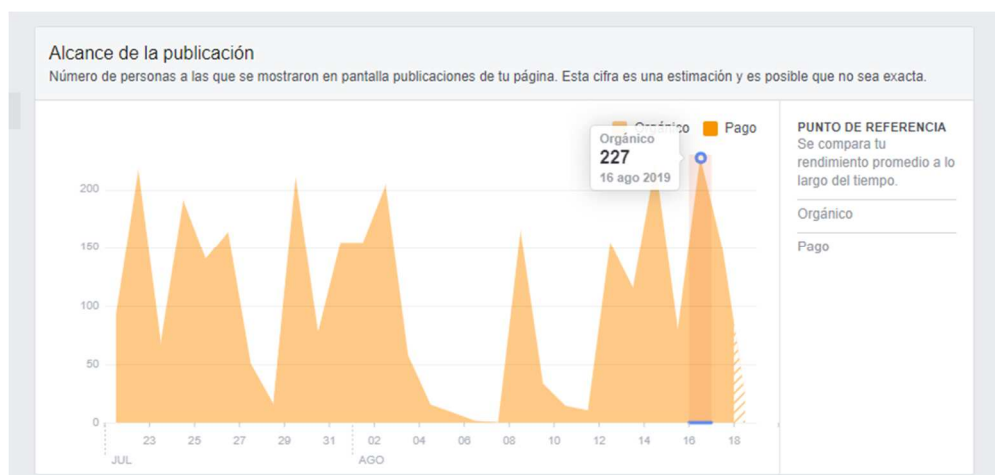 Alcance de la publicación
Número de personas a las que se mostraron en pantalla publicaciones de tu página. Esta cifra es una estimación y es posible que no sea exacta.
Orgánico Pago
Orgánico
227
16 ago 2019
200
150
100
50
0
23 25 27 29 31 02 04 06 08 10 12 14 16 18
JUL AGO
PUNTO DE REFERENCIA
Se compara tu
rendimiento promedio a lo
largo del tiempo.
Orgánico
Pago